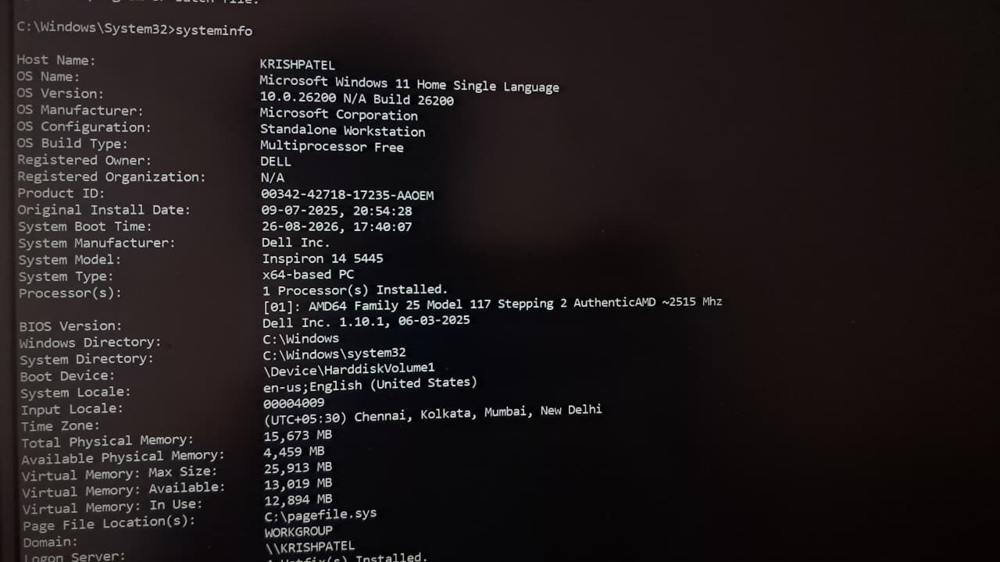 C:\Windows\System32>systeminfo
Host Name: KRISHPATEL
OS Name: Microsoft Windows 11 Home Single Language
OS Version: 10.0.26200 N/A Build 26200
OS Manufacturer: Microsoft Corporation
OS Configuration: Standalone Workstation
OS Build Type: Multiprocessor Free
Registered Owner: DELL
Registered Organization: N/A
Product ID: 00342-42718-17235-AAOEM
Original Install Date: 09-07-2025, 20:54:28
System Boot Time: 26-08-2026, 17:40:07
System Manufacturer: Dell Inc.
System Model: Inspiron 14 5445
System Type: x64-based PC
Processor(s): 1 Processor(s) Installed.
[01]: AMD64 Family 25 Model 117 Stepping 2 AuthenticAMD ~2515 Mhz
BIOS Version: Dell Inc. 1.10.1, 06-03-2025
Windows Directory: C:\Windows
System Directory: C:\Windows\system32
Boot Device: \Device\HarddiskVolume1
System Locale: en-us;English (United States)
Input Locale: 00004009
Time Zone: (UTC+05:30) Chennai, Kolkata, Mumbai, New Delhi
Total Physical Memory: 15,673 MB
Available Physical Memory: 4,459 MB
Virtual Memory: Max Size: 25,913 MB
Virtual Memory: Available: 13,019 MB
Virtual Memory: In Use: 12,894 MB
Page File Location(s): C:\pagefile.sys
Domain: WORKGROUP
Logon Server: \\KRISHPATEL
Hotfix(s) Installed.